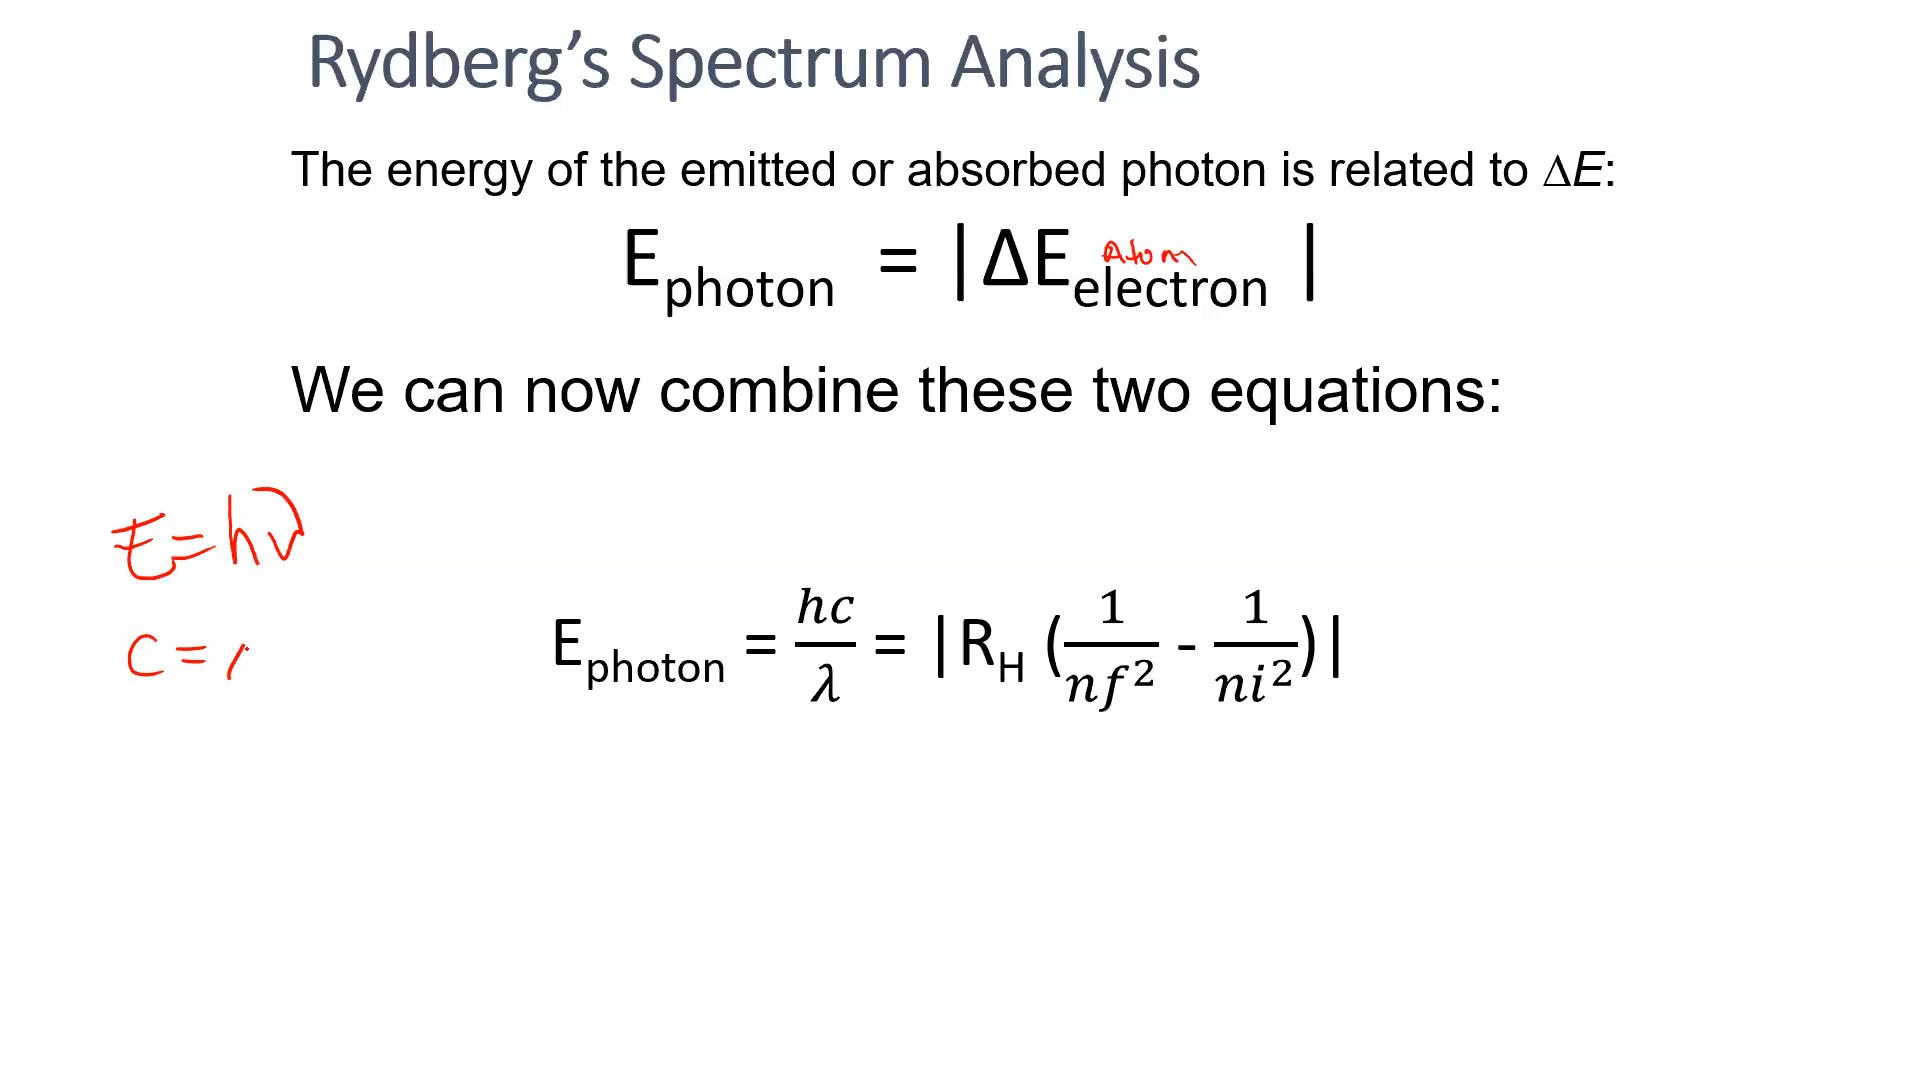 Rydberg’s Spectrum Analysis
The energy of the emitted or absorbed photon is related to ΔE:
Atom
E_photon = |ΔE_electron |
We can now combine these two equations:
E=hν
E_photon = hc/λ = |R_H (1/nf² - 1/ni²)|
C=